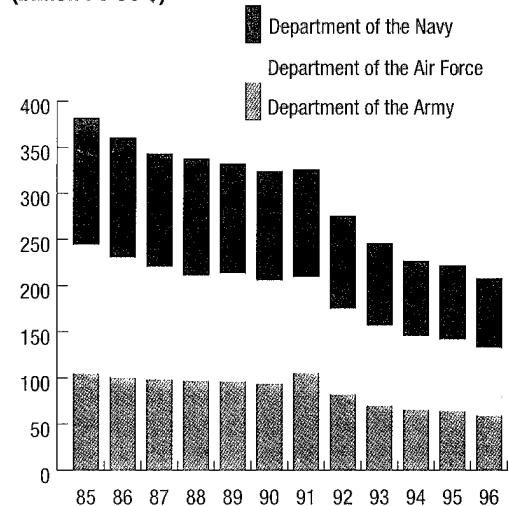 Department of the Navy
Department of the Air Force
Department of the Army
400
350
300
250
200
150
100
50
0
85 86 87 88 89 90 91 92 93 94 95 96